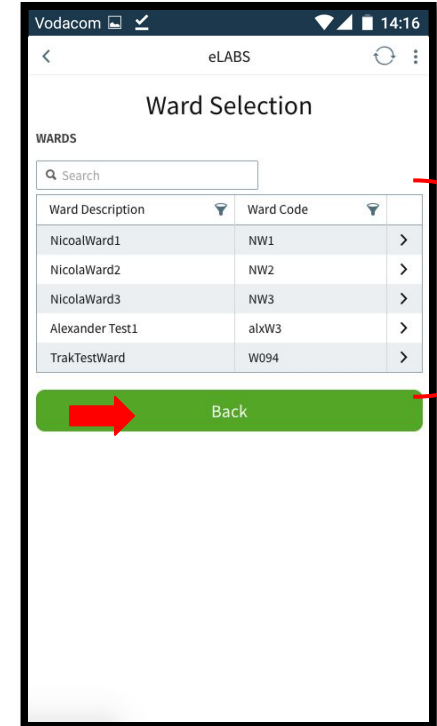 Vodacom 14:16
eLABS
Ward Selection
WARDS
Search
Ward Description Ward Code
NicoalWard1 NW1
NicolaWard2 NW2
NicolaWard3 NW3
Alexander Test1 alxW3
TrakTestWard W094
Back